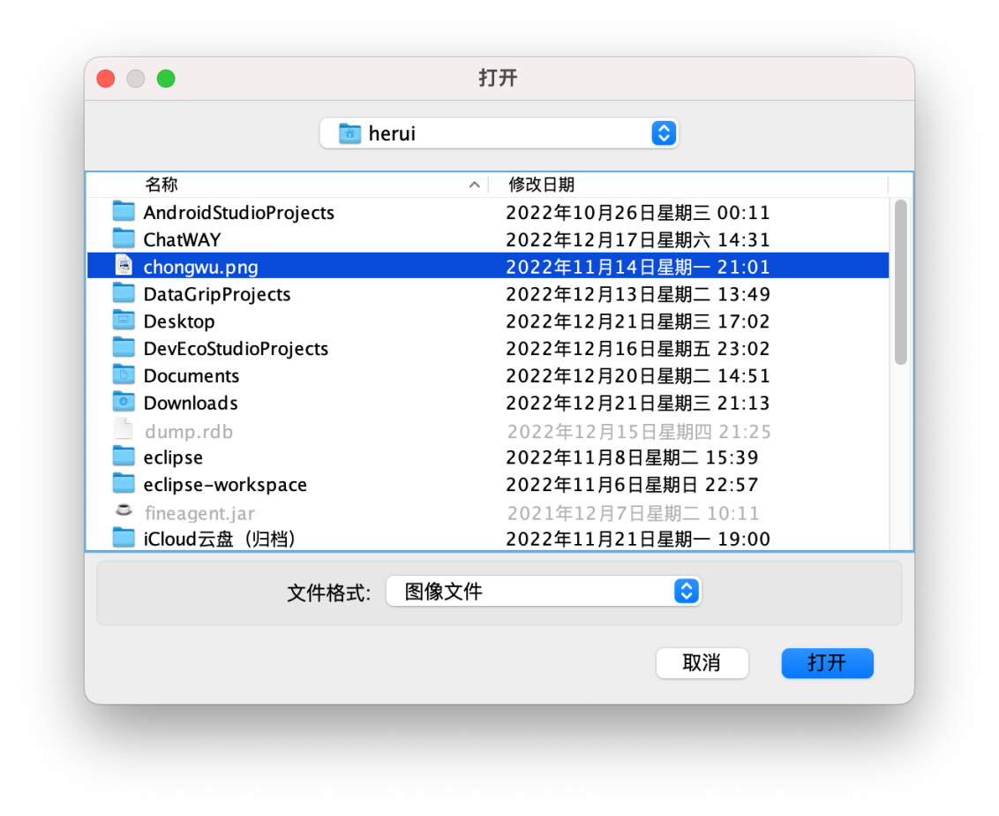 打开
herui
名称 修改日期
AndroidStudioProjects 2022年10月26日星期三 00:11
ChatWAY 2022年12月17日星期六 14:31
chongwu.png 2022年11月14日星期一 21:01
DataGripProjects 2022年12月13日星期二 13:49
Desktop 2022年12月21日星期三 17:02
DevEcoStudioProjects 2022年12月16日星期五 23:02
Documents 2022年12月20日星期二 14:51
Downloads 2022年12月21日星期三 21:13
dump.rdb 2022年12月15日星期四 21:25
eclipse 2022年11月8日星期二 15:39
eclipse-workspace 2022年11月6日星期日 22:57
fineagent.jar 2021年12月7日星期二 10:11
iCloud云盘（归档） 2022年11月21日星期一 19:00
文件格式: 图像文件
取消 打开